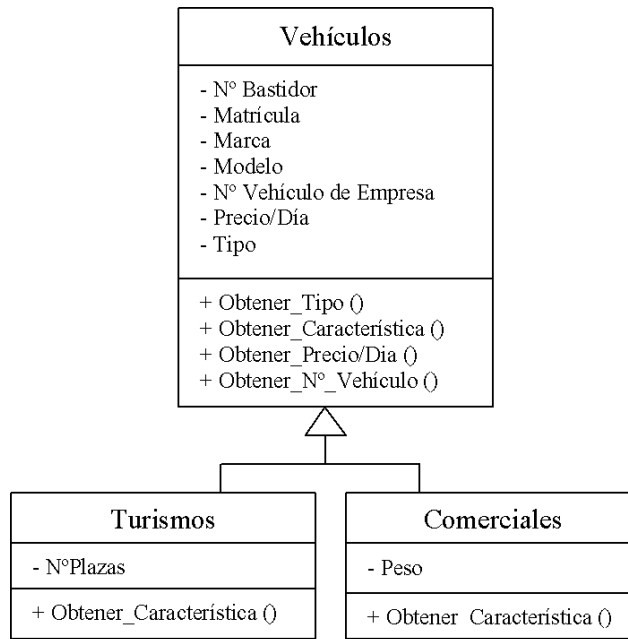 Vehículos
- Nº Bastidor
- Matrícula
- Marca
- Modelo
- Nº Vehículo de Empresa
- Precio/Día
- Tipo
+ Obtener_Tipo ()
+ Obtener_Característica ()
+ Obtener_Precio/Dia ()
+ Obtener_Nº_Vehículo ()
Turismos
- NºPlazas
+ Obtener_Característica ()
Comerciales
- Peso
+ Obtener Característica ()